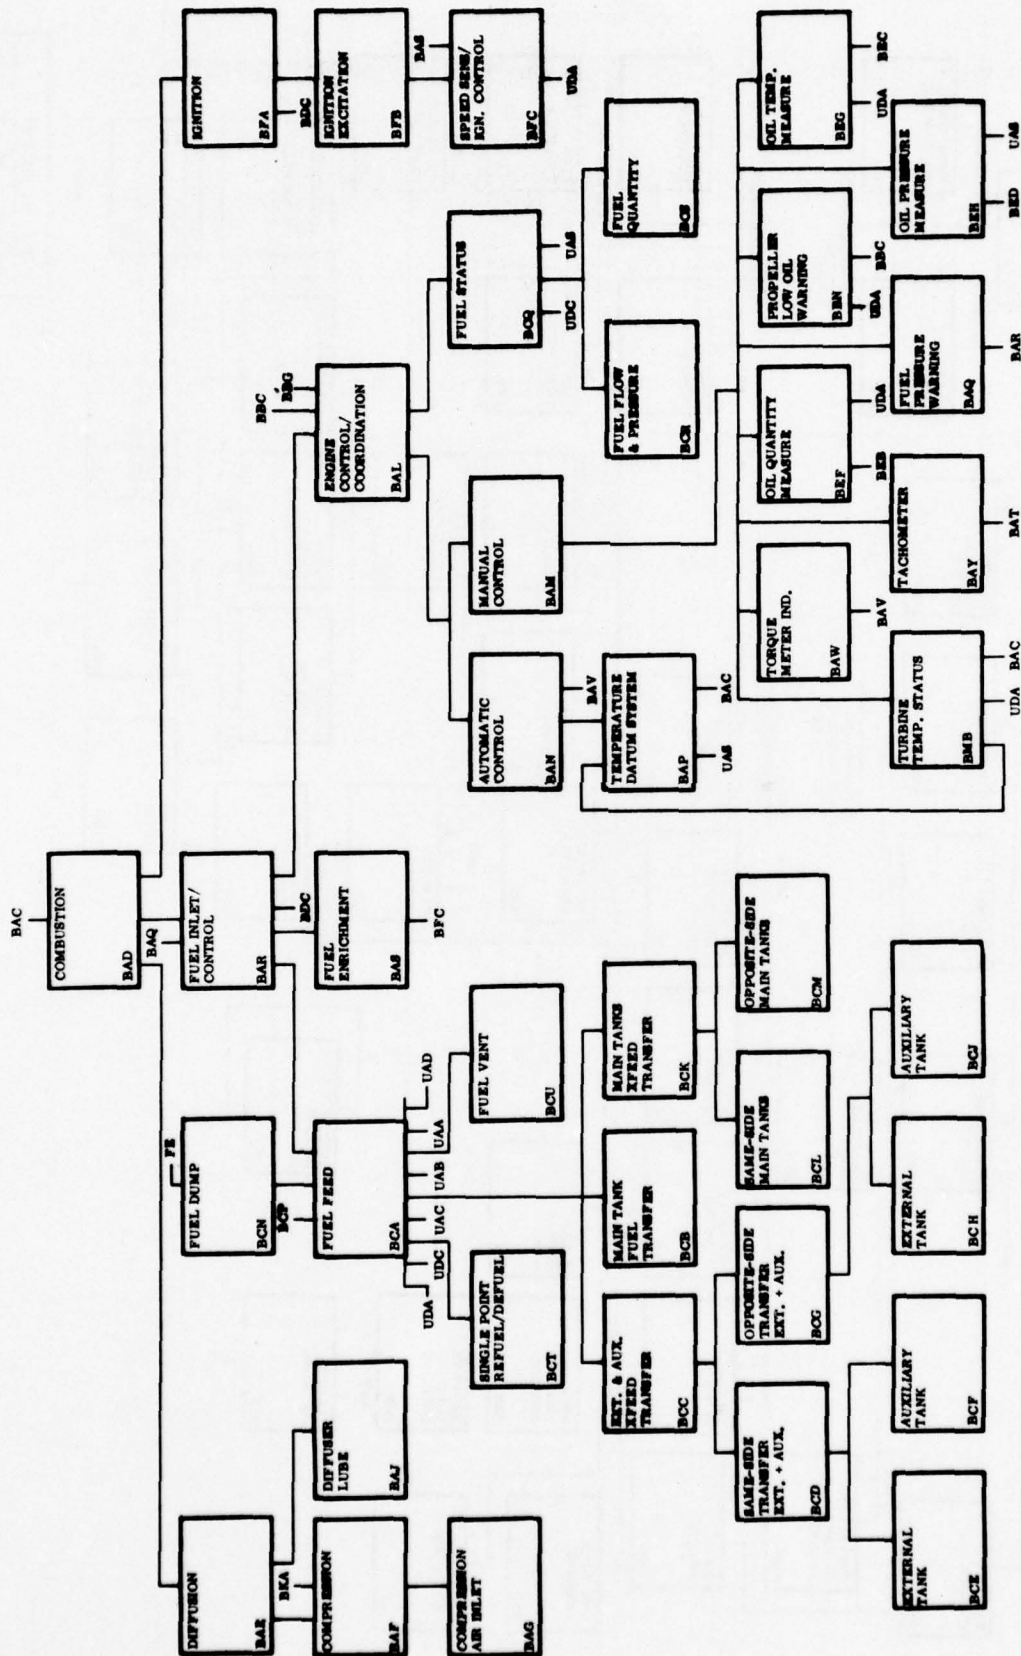 BAC
COMBUSTION
BAD
DIFFUSION
BAE
BKA
COMPRESSION
BAF
COMPRESSION
AIR INLET
BAG
DIFFUSER
LUBE
BAJ
FE
FUEL DUMP
BCN
BCP
FUEL FEED
BCA
UDA
UDC
UAC
UAB
UAA
UAD
SINGLE POINT
REFUEL/DEFUEL
BCT
FUEL VENT
BCU
BAQ
FUEL INLET/
CONTROL
BAR
BDC
FUEL
ENRICHMENT
BAS
BFC
EXT. & AUX.
XFEED
TRANSFER
BCC
MAIN TANK
FUEL
TRANSFER
BCB
MAIN TANKS
XFEED
TRANSFER
BCK
SAME-SIDE
TRANSFER
EXT. + AUX.
BCD
OPPOSITE-SIDE
TRANSFER
EXT. + AUX.
BCG
SAME-SIDE
MAIN TANKS
BCL
OPPOSITE-SIDE
MAIN TANKS
BCM
EXTERNAL
TANK
BCE
AUXILIARY
TANK
BCF
EXTERNAL
TANK
BCH
AUXILIARY
TANK
BCJ
IGNITION
BFA
BDC
IGNITION
EXCITATION
BFB
BAS
SPEED SENS/
IGN. CONTROL
BFC
UDA
BBC
BBG
ENGINE
CONTROL/
COORDINATION
BAL
FUEL STATUS
BCQ
UDC
UAS
FUEL FLOW
& PRESSURE
BCR
FUEL
QUANTITY
BCS
AUTOMATIC
CONTROL
BAN
BAV
MANUAL
CONTROL
BAM
TEMPERATURE
DATUM SYSTEM
BAP
UAS
BAC
TORQUE
METER IND.
BAW
BAV
OIL QUANTITY
MEASURE
BEF
BEB
UDA
PROPELLER
LOW OIL
WARNING
BBN
UDA
BBC
OIL TEMP.
MEASURE
BEG
UDA
BEC
TURBINE
TEMP. STATUS
BMB
UDA
BAC
TACHOMETER
BAY
BAT
FUEL
PRESSURE
WARNING
BAQ
BAR
OIL PRESSURE
MEASURE
BEH
BED
UAS